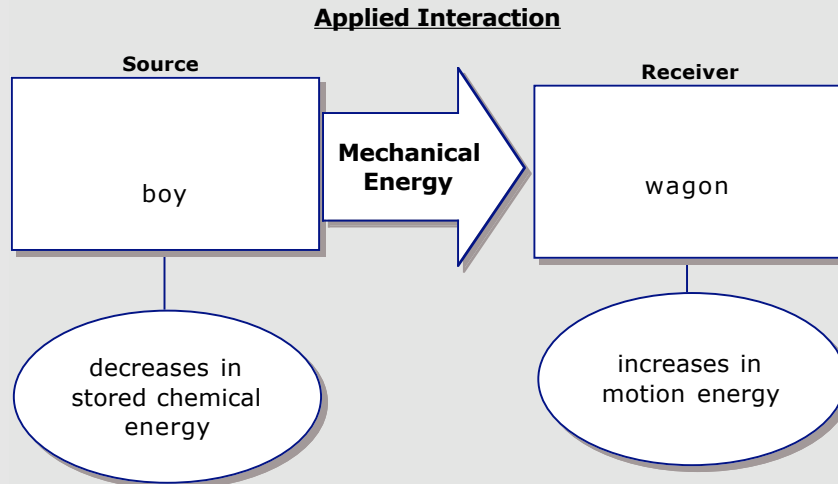 Applied Interaction
Source
Receiver
boy
Mechanical
Energy
wagon
decreases in
stored chemical
energy
increases in
motion energy